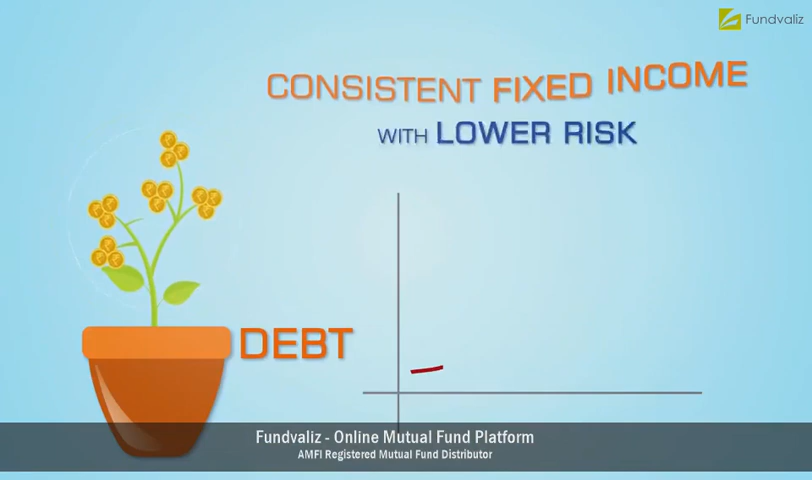 Fundvaliz
CONSISTENT FIXED INCOME
WITH LOWER RISK
DEBT
Fundvaliz - Online Mutual Fund Platform
AMFI Registered Mutual Fund Distributor